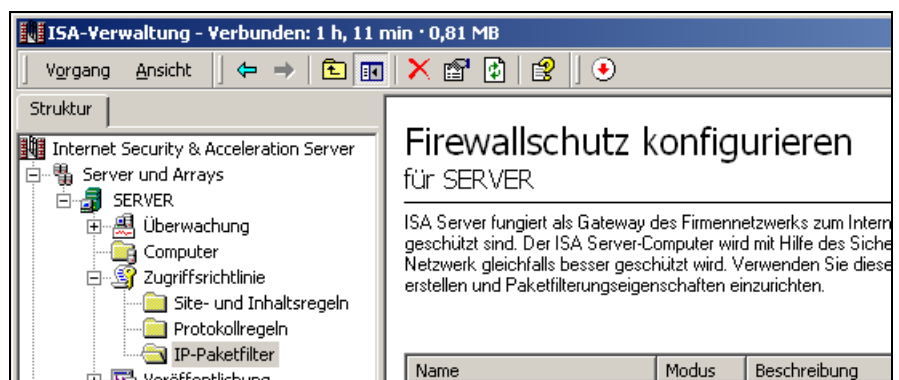 ISA-Verwaltung - Verbunden: 1 h, 11 min · 0,81 MB
Vorgang Ansicht
Struktur
Internet Security & Acceleration Server
Server und Arrays
SERVER
Überwachung
Computer
Zugriffsrichtlinie
Site- und Inhaltsregeln
Protokollregeln
IP-Paketfilter
Veröffentlichung
Firewallschutz konfigurieren
für SERVER
ISA Server fungiert als Gateway des Firmennetzwerks zum Intern
geschützt sind. Der ISA Server-Computer wird mit Hilfe des Siche
Netzwerk gleichfalls besser geschützt wird. Verwenden Sie diese
erstellen und Paketfilterungseigenschaften einzurichten.
Name Modus Beschreibung